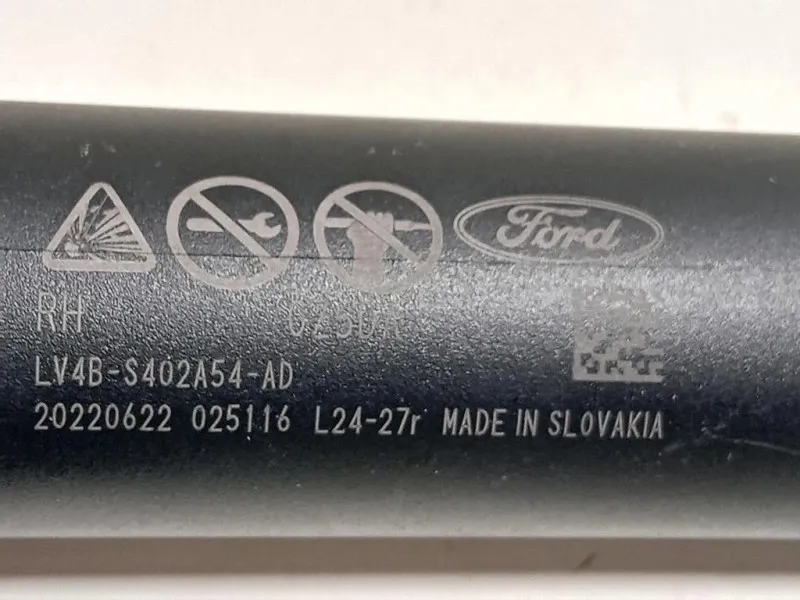 Ford
RH
LV4B-S402A54-AD
20220622 025116 L24-27r MADE IN SLOVAKIA